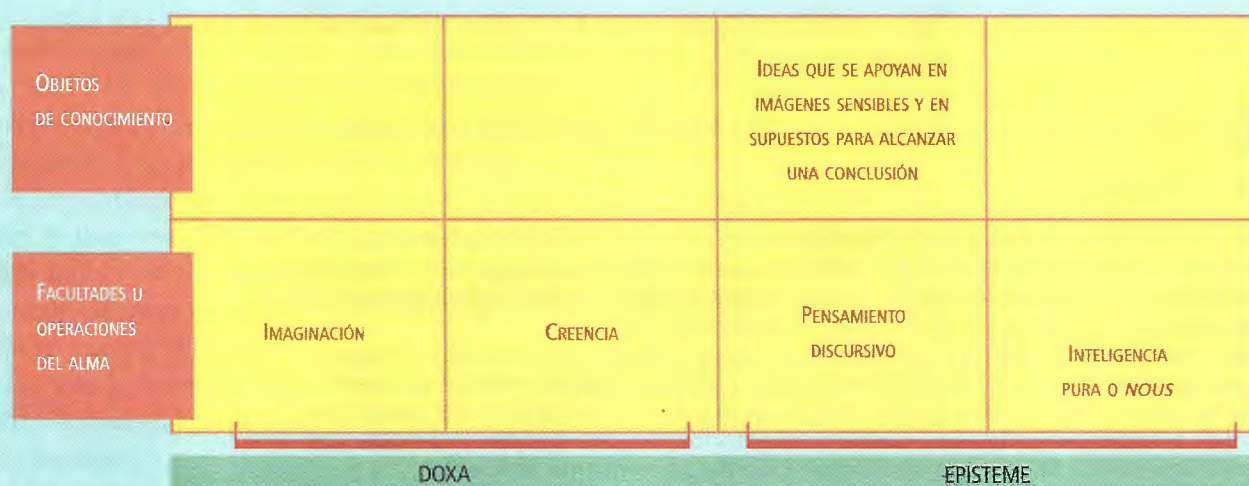 OBJETOS
DE CONOCIMIENTO
IDEAS QUE SE APOYAN EN
IMÁGENES SENSIBLES Y EN
SUPUESTOS PARA ALCANZAR
UNA CONCLUSIÓN
FACULTADES U
OPERACIONES
DEL ALMA
IMAGINACIÓN
CREENCIA
PENSAMIENTO
DISCURSIVO
INTELIGENCIA
PURA O NOUS
DOXA
EPISTEME